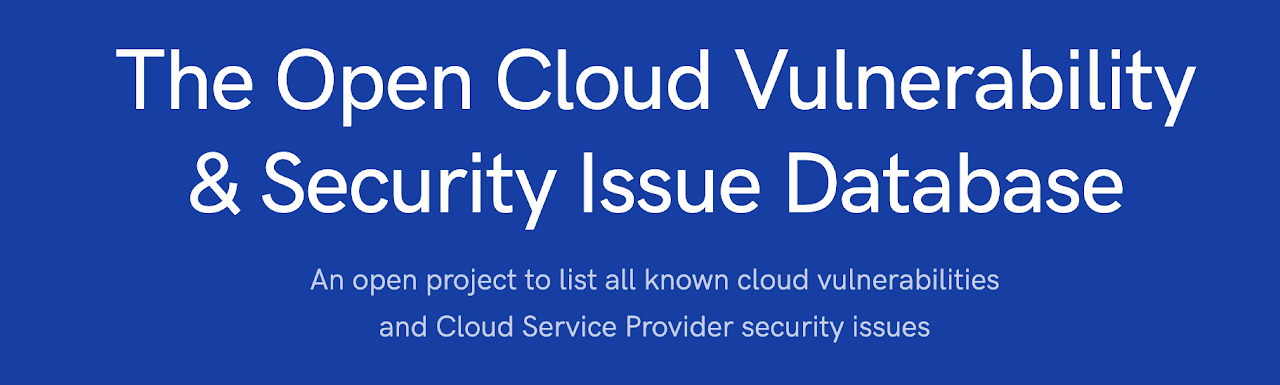 The Open Cloud Vulnerability
& Security Issue Database
An open project to list all known cloud vulnerabilities
and Cloud Service Provider security issues